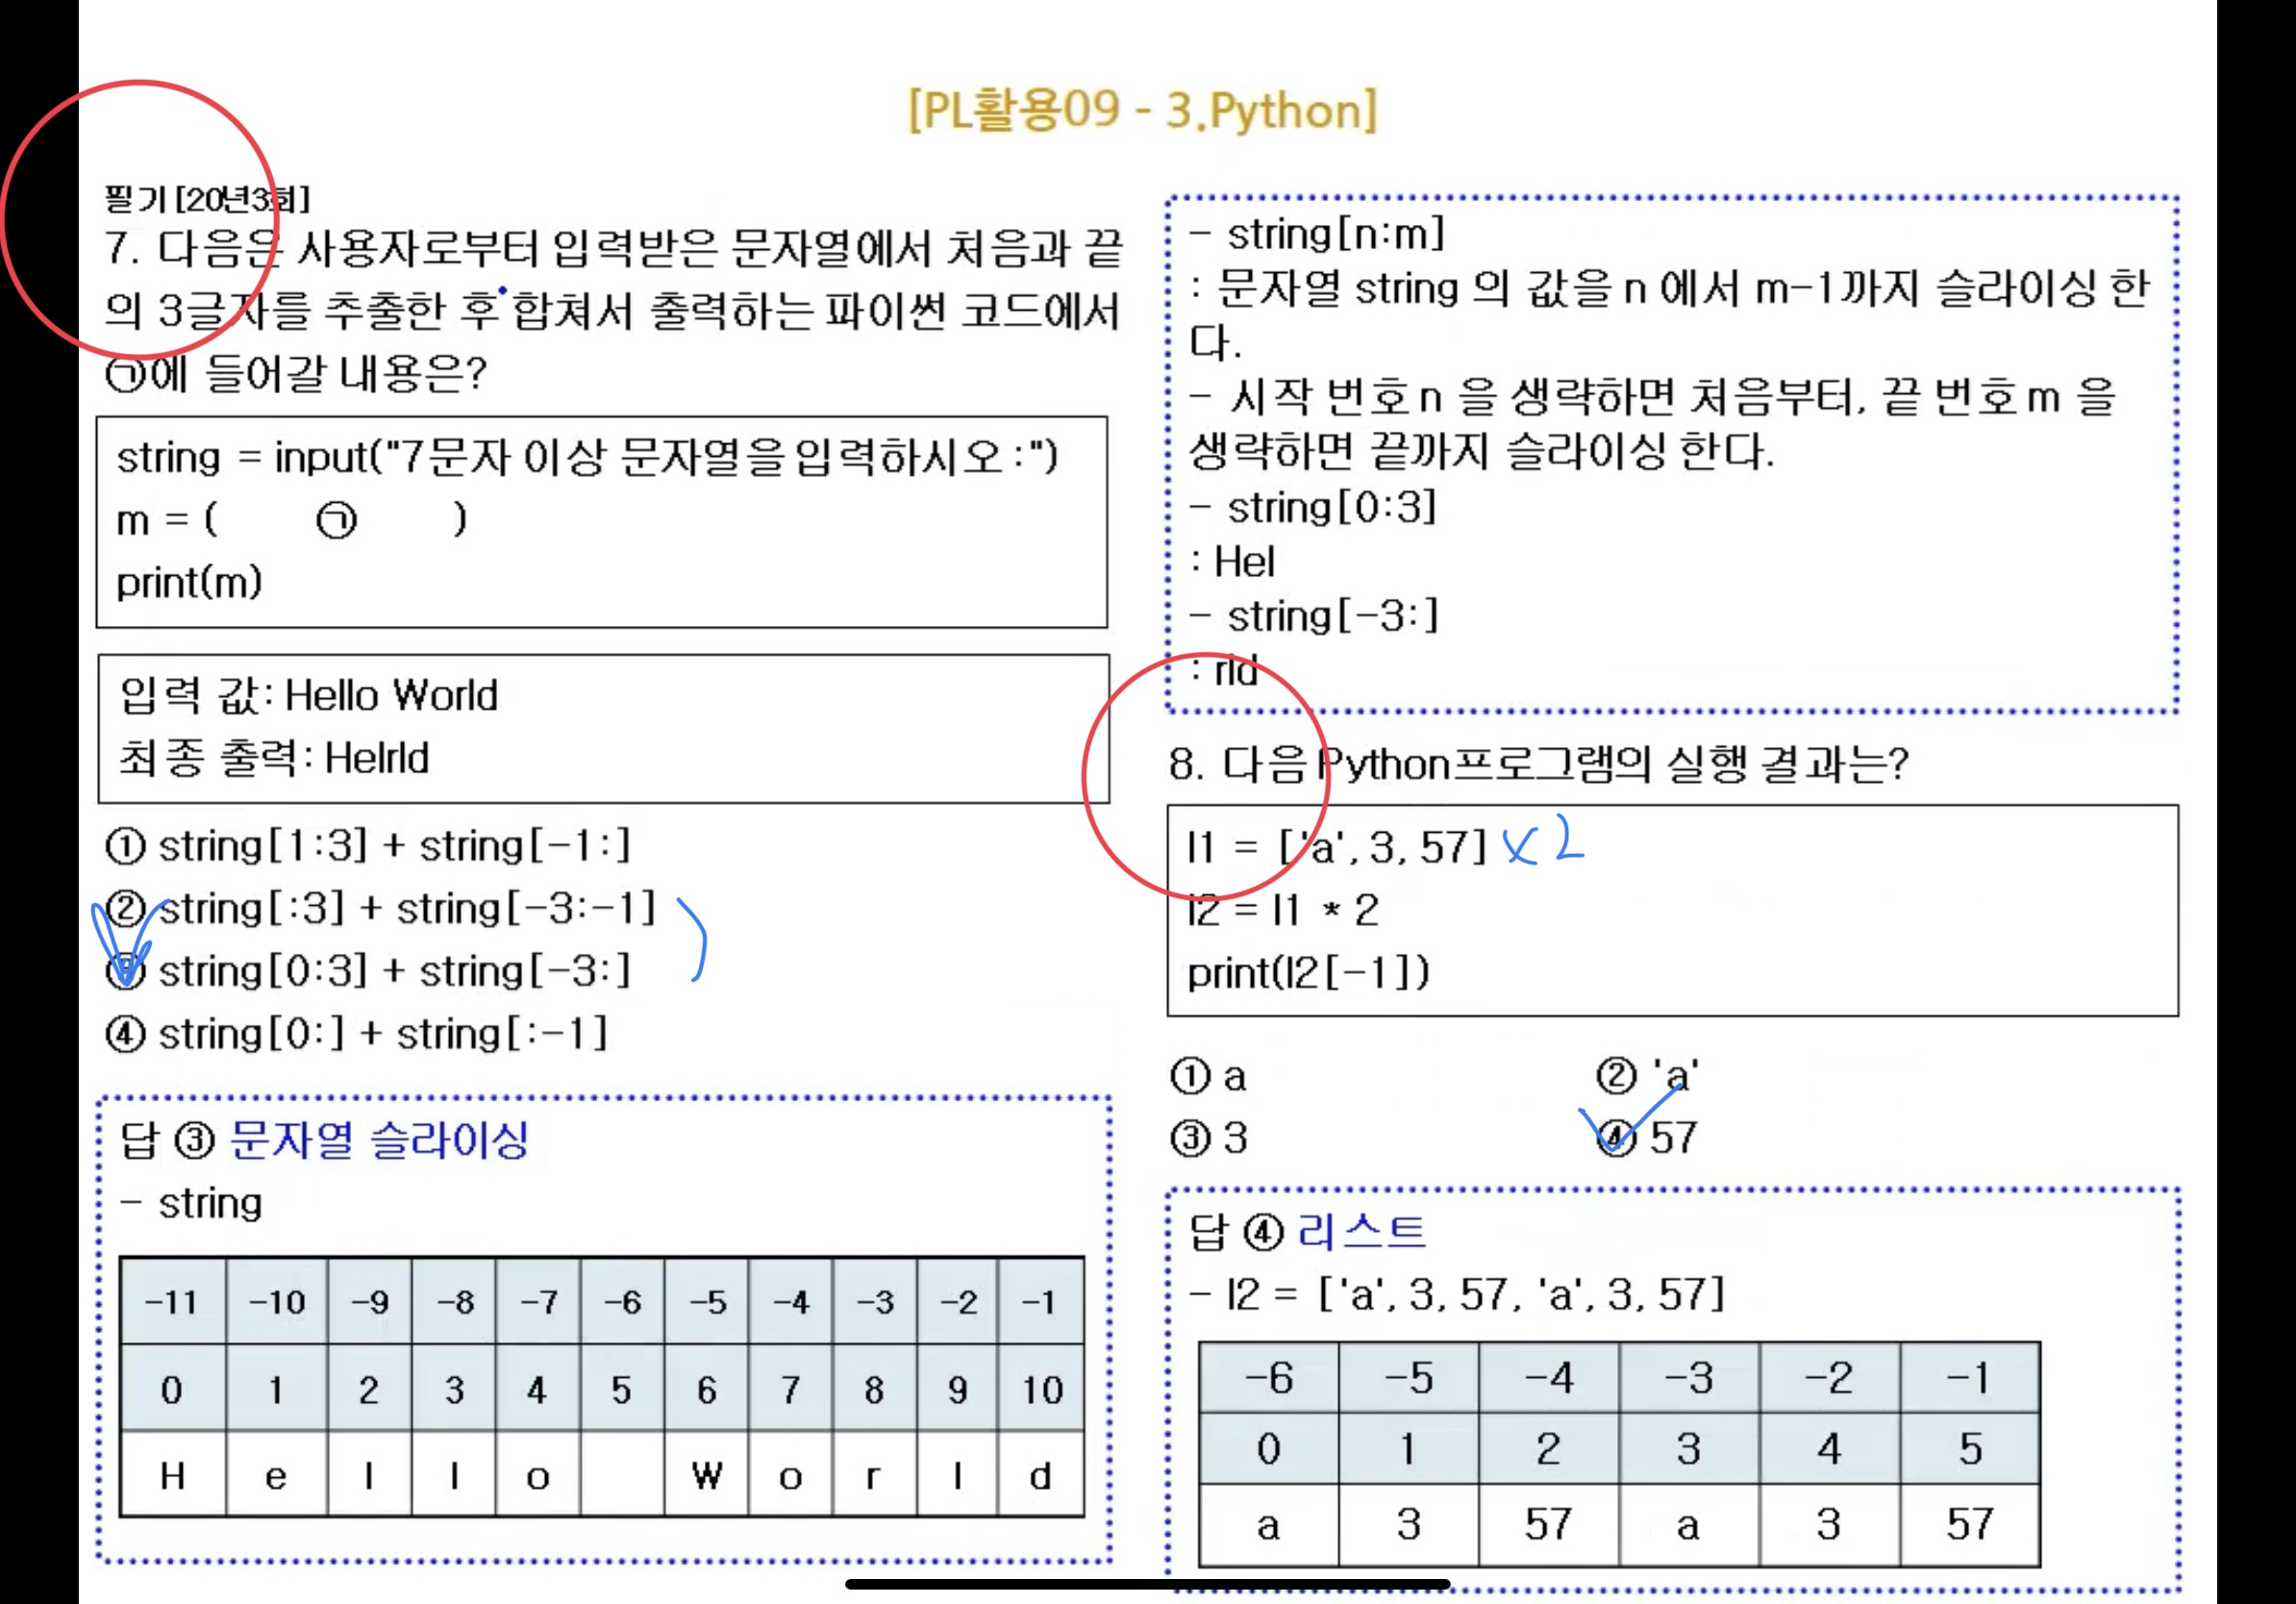 [PL활용09 - 3.Python]
필기[20년3회]
7. 다음은 사용자로부터 입력받은 문자열에서 처음과 끝
의 3글자를 추출한 후 합쳐서 출력하는 파이썬 코드에서
㉠에 들어갈 내용은?
string = input("7문자 이상 문자열을 입력하시오 :")
m = ( ㉠ )
print(m)
입력 값: Hello World
최종 출력: Helrld
① string[1:3] + string[-1:]
② string[:3] + string[-3:-1]
③ string[0:3] + string[-3:]
④ string[0:] + string[:-1]
답 ③ 문자열 슬라이싱
- string
-11 -10 -9 -8 -7 -6 -5 -4 -3 -2 -1
0 1 2 3 4 5 6 7 8 9 10
H e l l o W o r l d
- string[n:m]
: 문자열 string 의 값을 n 에서 m-1까지 슬라이싱 한
다.
- 시작 번호 n 을 생략하면 처음부터, 끝 번호 m 을
생략하면 끝까지 슬라이싱 한다.
- string[0:3]
: Hel
- string[-3:]
: rld
8. 다음 Python프로그램의 실행 결과는?
l1 = ['a', 3, 57] x 2
l2 = l1 * 2
print(l2[-1])
① a ② 'a'
③ 3 ④ 57
답 ④ 리스트
- l2 = ['a', 3, 57, 'a', 3, 57]
-6 -5 -4 -3 -2 -1
0 1 2 3 4 5
a 3 57 a 3 57